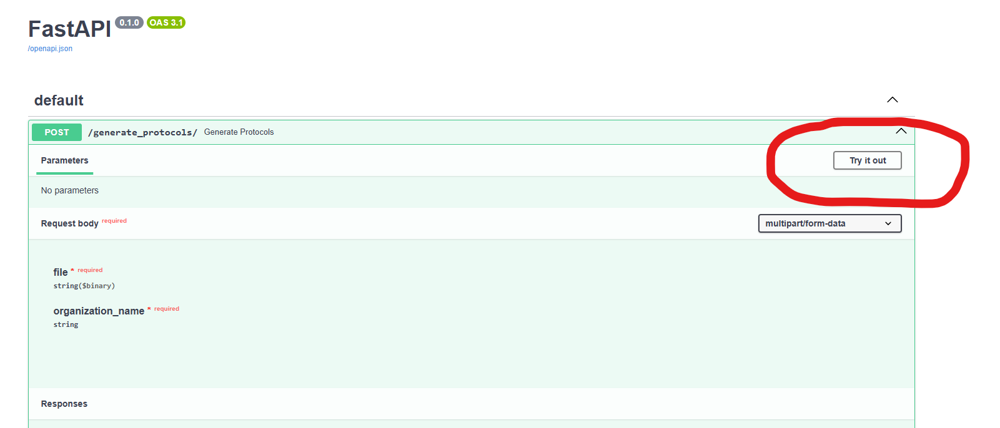 FastAPI 0.1.0 OAS 3.1
/openapi.json
default
POST /generate_protocols/ Generate Protocols
Parameters
Try it out
No parameters
Request body required
multipart/form-data
file * required
string($binary)
organization_name * required
string
Responses